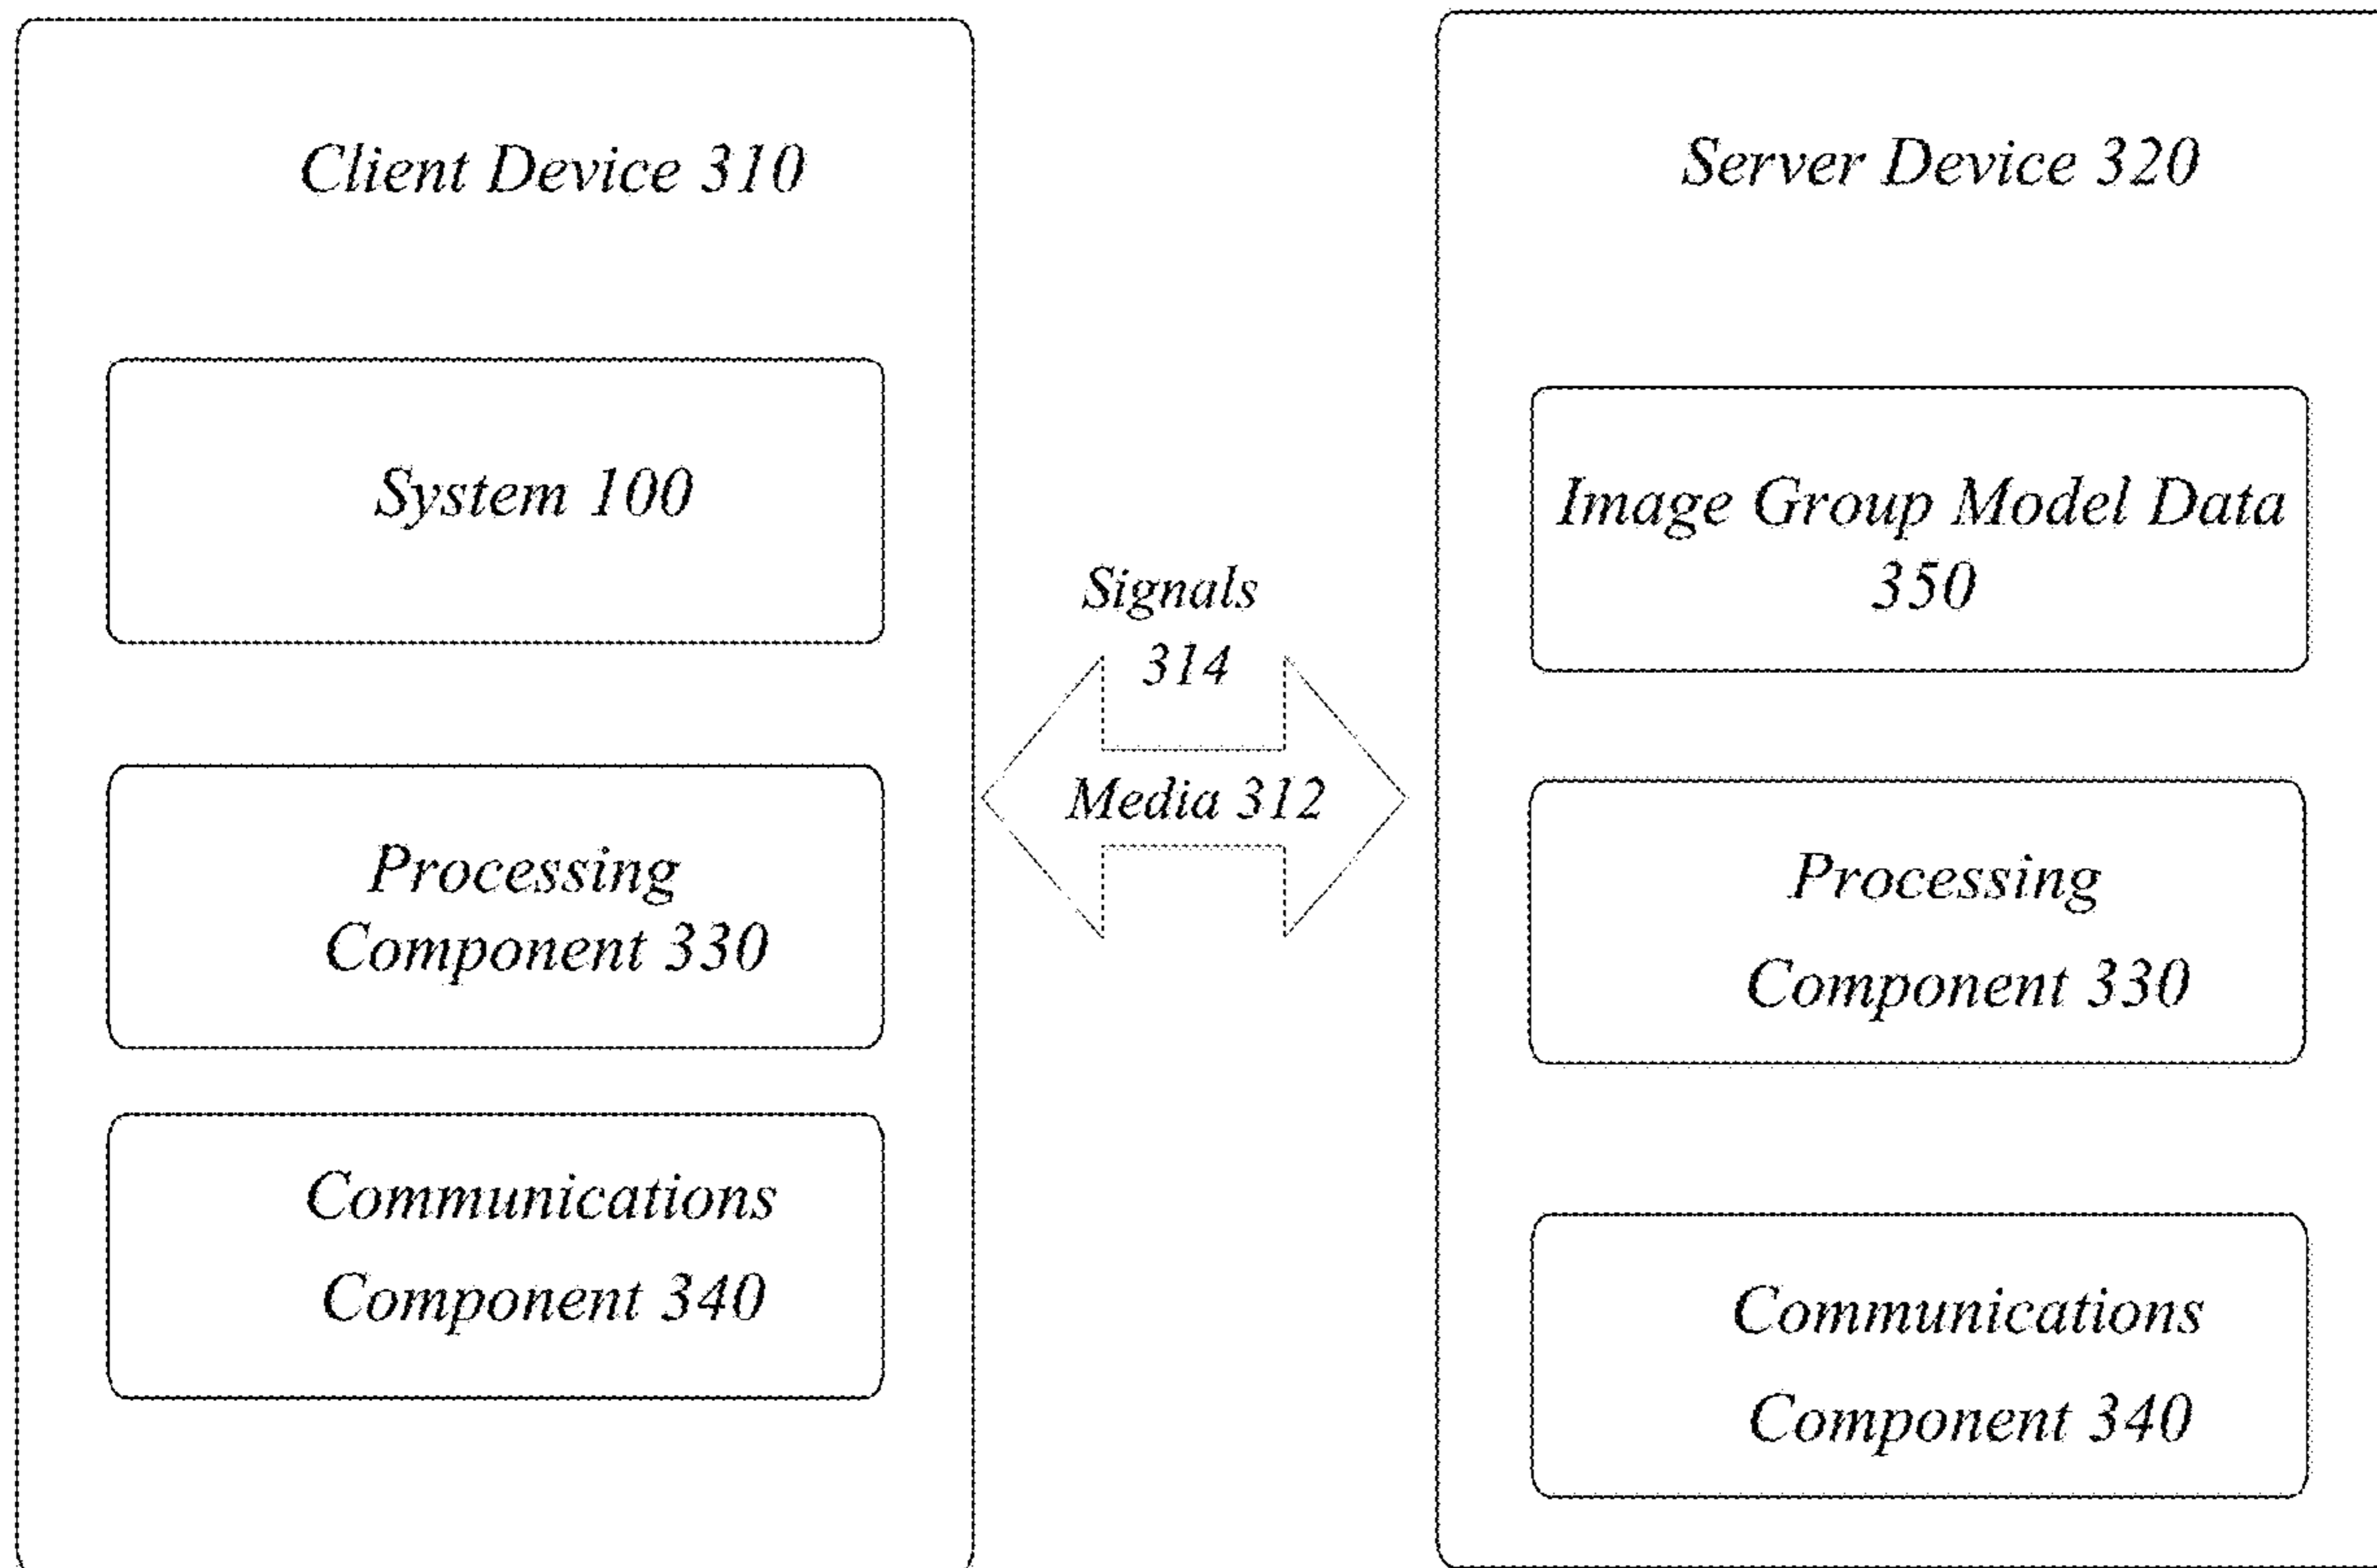 Client Device 310
System 100
Processing
Component 330
Communications
Component 340
Signals
314
Media 312
Server Device 320
Image Group Model Data
350
Processing
Component 330
Communications
Component 340